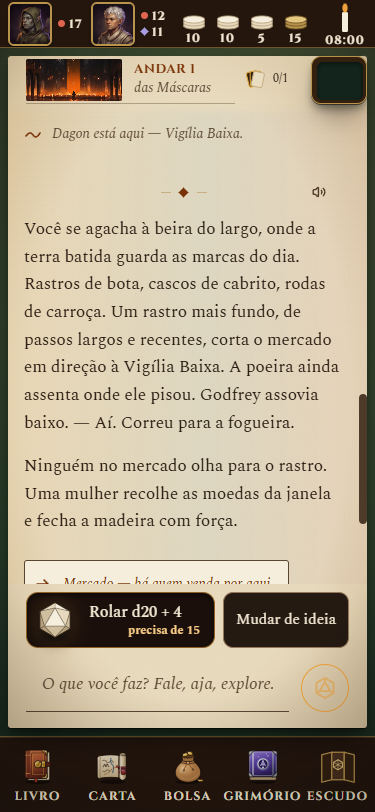 17
12
11
10
10
5
15
08:00
ANDAR I
das Máscaras
0/1
Dagon está aqui — Vigília Baixa.
Você se agacha à beira do largo, onde a
terra batida guarda as marcas do dia.
Rastros de bota, cascos de cabrito, rodas
de carroça. Um rastro mais fundo, de
passos largos e recentes, corta o mercado
em direção à Vigília Baixa. A poeira ainda
assenta onde ele pisou. Godfrey assovia
baixo. — Aí. Correu para a fogueira.
Ninguém no mercado olha para o rastro.
Uma mulher recolhe as moedas da janela
e fecha a madeira com força.
→ Mercado — há quem venda por aqui
Rolar d20 + 4
precisa de 15
Mudar de ideia
O que você faz? Fale, aja, explore.
LIVRO
CARTA
BOLSA
GRIMÓRIO
ESCUDO